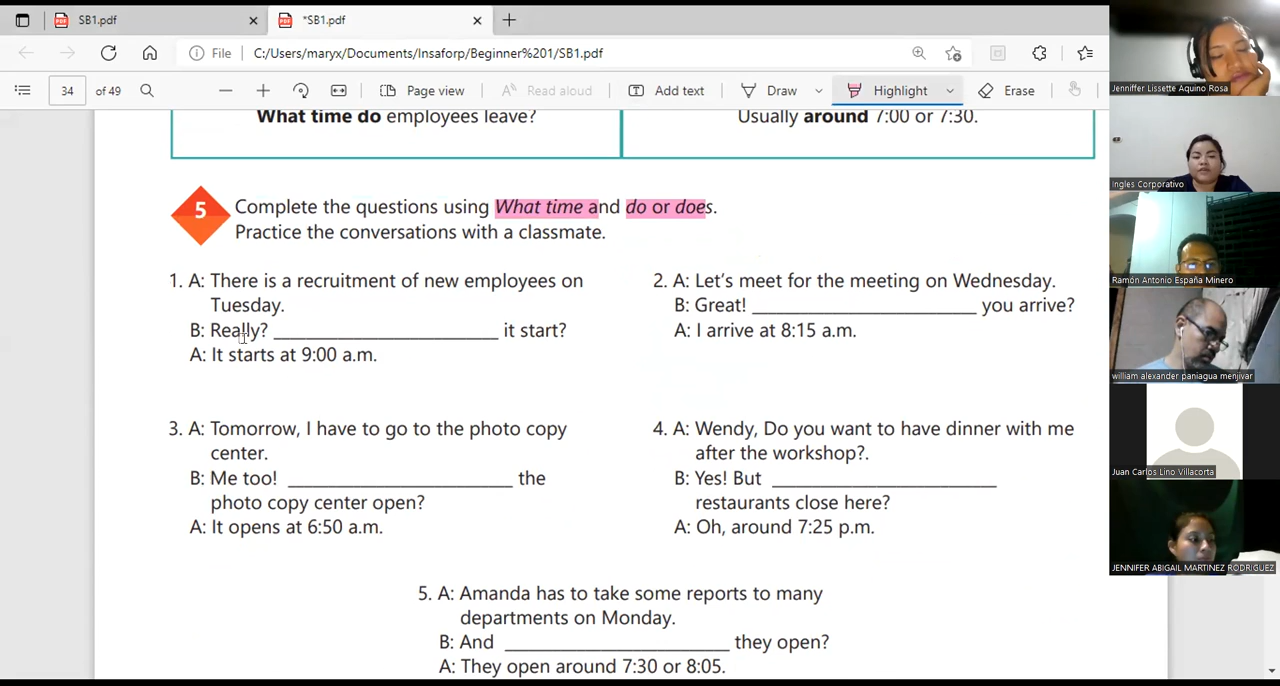 SB1.pdf
*SB1.pdf
File C:/Users/maryx/Documents/Insaforp/Beginner%201/SB1.pdf
34 of 49 Page view Read aloud Add text Draw Highlight Erase
What time do employees leave? Usually around 7:00 or 7:30.
5 Complete the questions using What time and do or does.
Practice the conversations with a classmate.
1. A: There is a recruitment of new employees on
Tuesday.
B: Really? ______________________ it start?
A: It starts at 9:00 a.m.
2. A: Let's meet for the meeting on Wednesday.
B: Great! ______________________ you arrive?
A: I arrive at 8:15 a.m.
3. A: Tomorrow, I have to go to the photo copy
center.
B: Me too! ______________________ the
photo copy center open?
A: It opens at 6:50 a.m.
4. A: Wendy, Do you want to have dinner with me
after the workshop?.
B: Yes! But ______________________
restaurants close here?
A: Oh, around 7:25 p.m.
5. A: Amanda has to take some reports to many
departments on Monday.
B: And ______________________ they open?
A: They open around 7:30 or 8:05.
Jenniffer Lissette Aquino Rosa
Ingles Corporativo
Ramón Antonio España Minero
william alexander paniagua menjivar
Juan Carlos Lino Villacorta
JENNIFER ABIGAIL MARTINEZ RODRIGUEZ